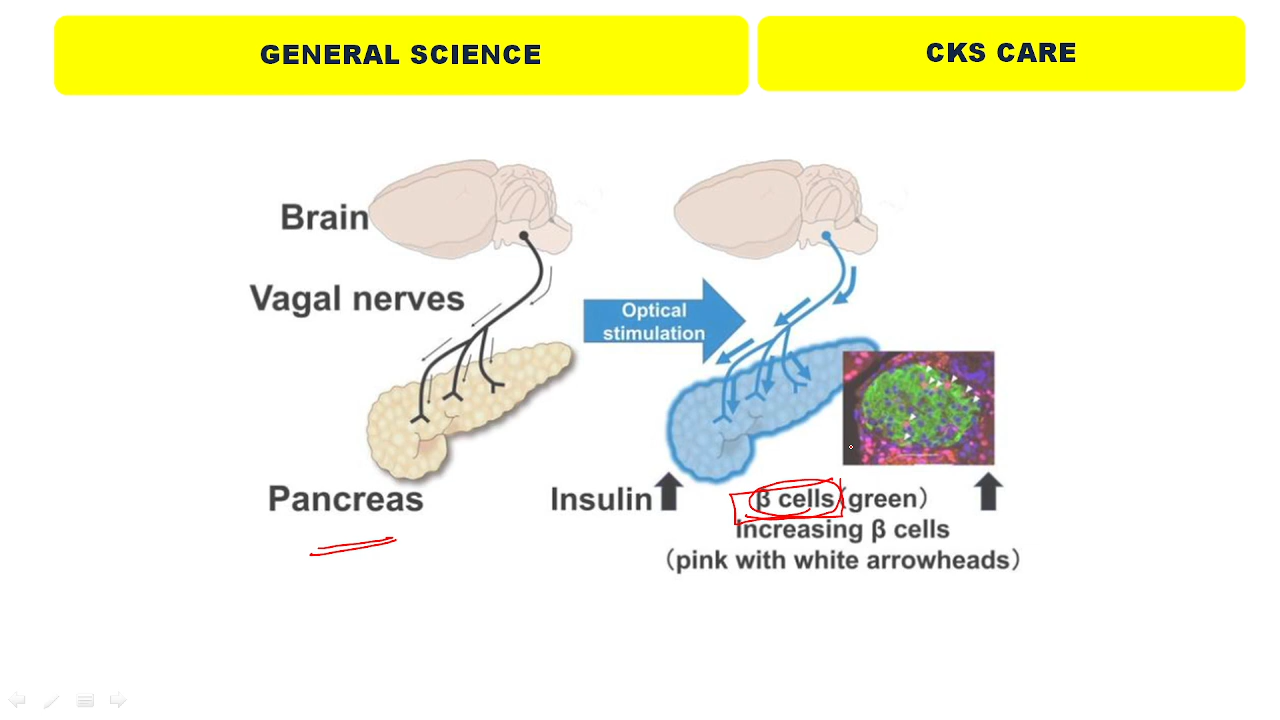 GENERAL SCIENCE
CKS CARE
Brain
Vagal nerves
Optical
stimulation
Pancreas
Insulin
β cells (green)
Increasing β cells
(pink with white arrowheads)